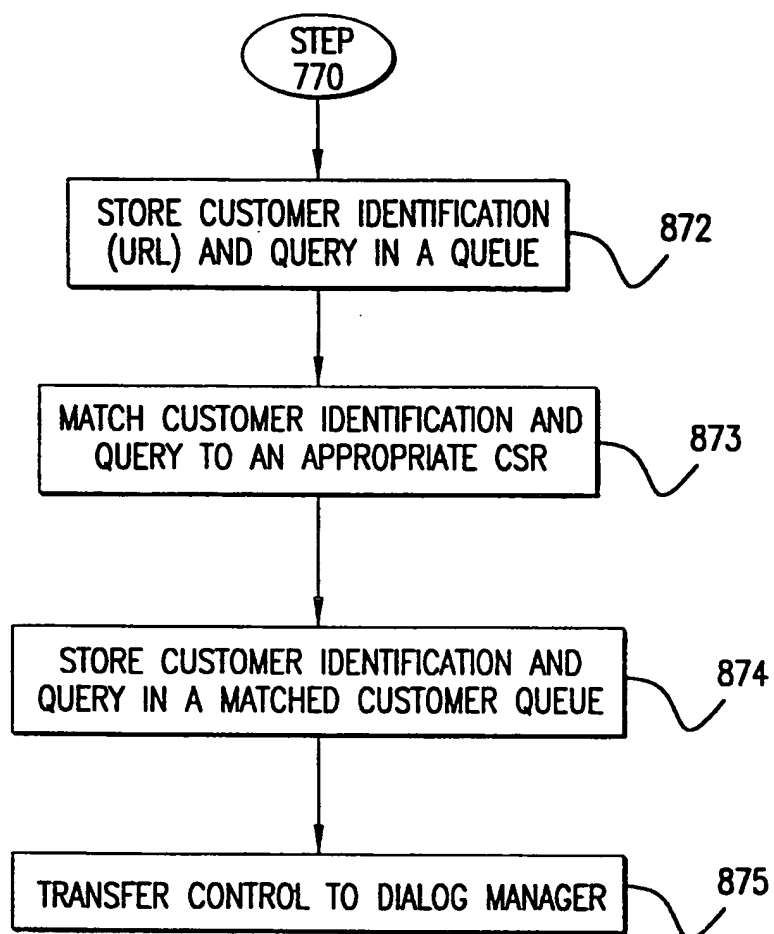 STEP
770
STORE CUSTOMER IDENTIFICATION
(URL) AND QUERY IN A QUEUE
872
MATCH CUSTOMER IDENTIFICATION AND
QUERY TO AN APPROPRIATE CSR
873
STORE CUSTOMER IDENTIFICATION AND
QUERY IN A MATCHED CUSTOMER QUEUE
874
TRANSFER CONTROL TO DIALOG MANAGER
875